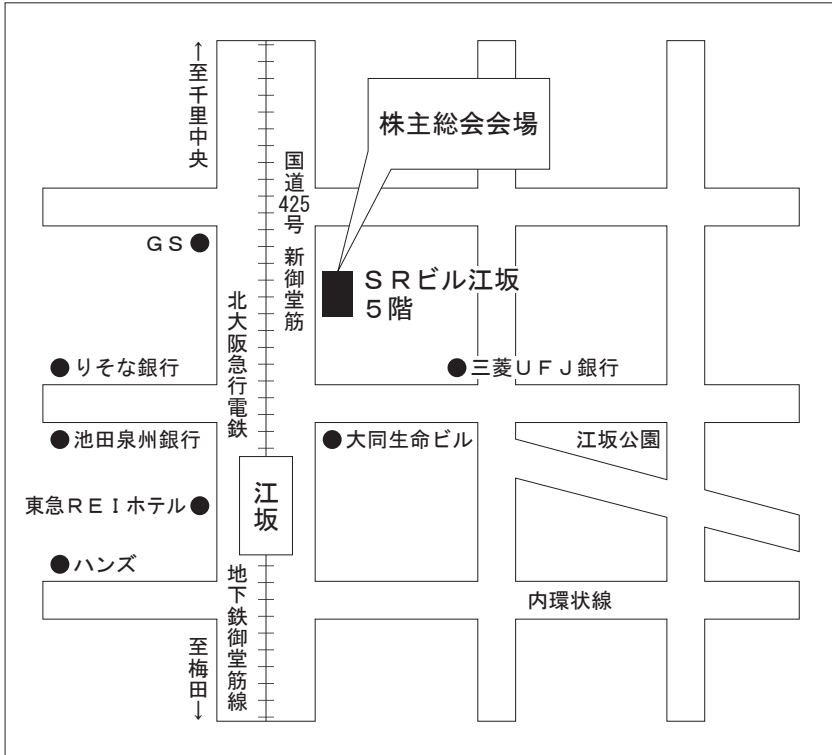 ←至千里中央
株主総会会場
国道425号 新御堂筋
ＧＳ
ＳＲビル江坂
５階
北大阪急行電鉄
りそな銀行
三菱ＵＦＪ銀行
池田泉州銀行
大同生命ビル
江坂公園
東急ＲＥＩホテル
江坂
ハンズ
地下鉄御堂筋線
内環状線
至梅田→